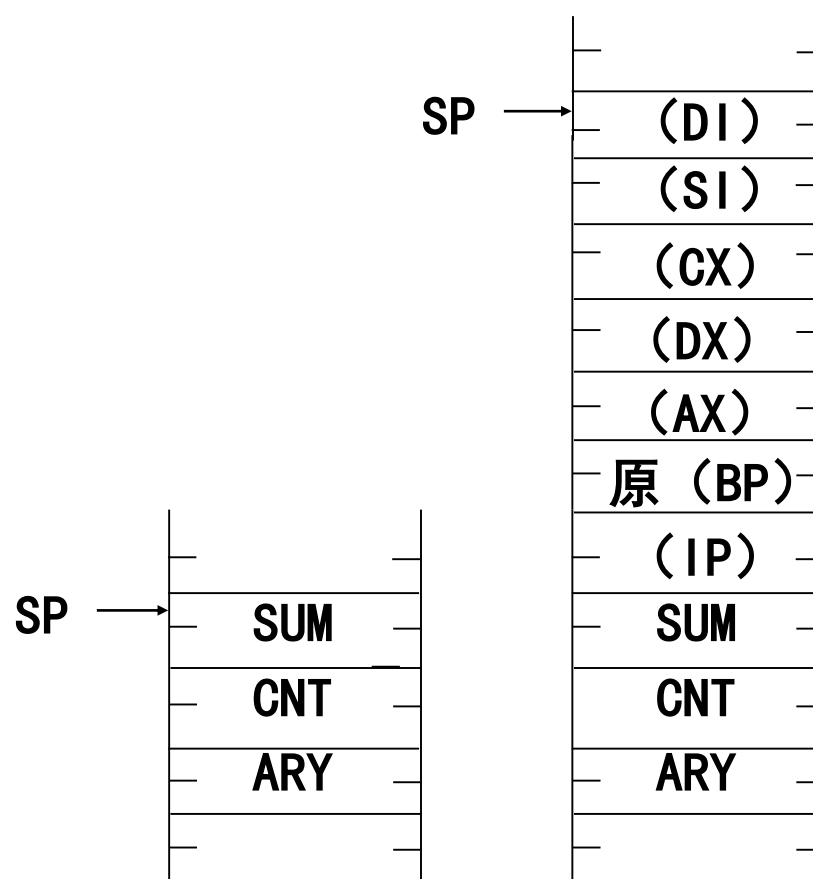 SP
(DI)
(SI)
(CX)
(DX)
(AX)
原 (BP)
(IP)
SP
SUM
CNT
ARY
SUM
CNT
ARY